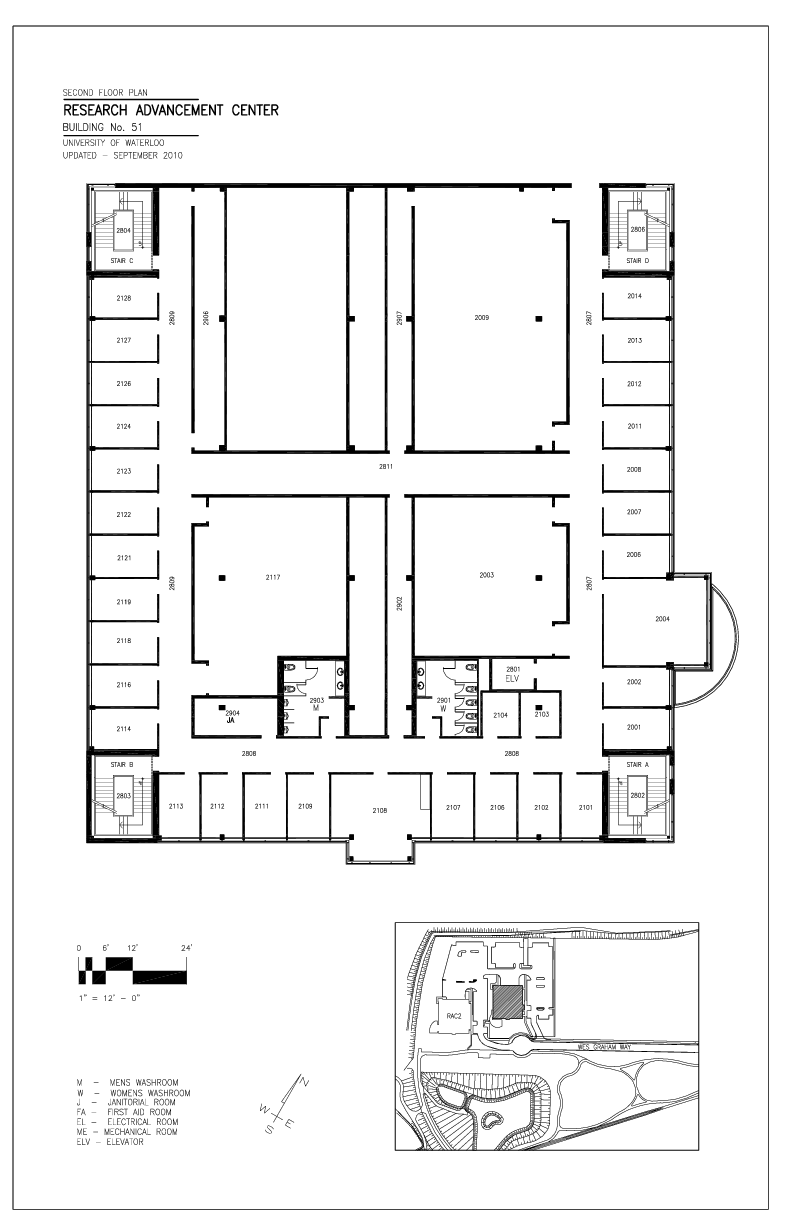 SECOND FLOOR PLAN
RESEARCH ADVANCEMENT CENTER
BUILDING No. 51
UNIVERSITY OF WATERLOO
UPDATED – SEPTEMBER 2010
2804
STAIR C
2806
STAIR D
2128
2809
2906
2907
2009
2807
2014
2127
2013
2126
2012
2124
2011
2811
2123
2008
2122
2007
2121
2006
2809
2117
2902
2003
2807
2119
2004
2118
2801
ELV
2116
2002
2903
M
2901
W
2904
JA
2104
2103
2114
2001
2808
2808
STAIR B
STAIR A
2803
2802
2113
2112
2111
2109
2108
2107
2106
2102
2101
0 6' 12' 24'
1" = 12' – 0"
RAC2
WES GRAHAM WAY
N
W
E
S
M – MENS WASHROOM
W – WOMENS WASHROOM
J – JANITORIAL ROOM
FA – FIRST AID ROOM
EL – ELECTRICAL ROOM
ME – MECHANICAL ROOM
ELV – ELEVATOR